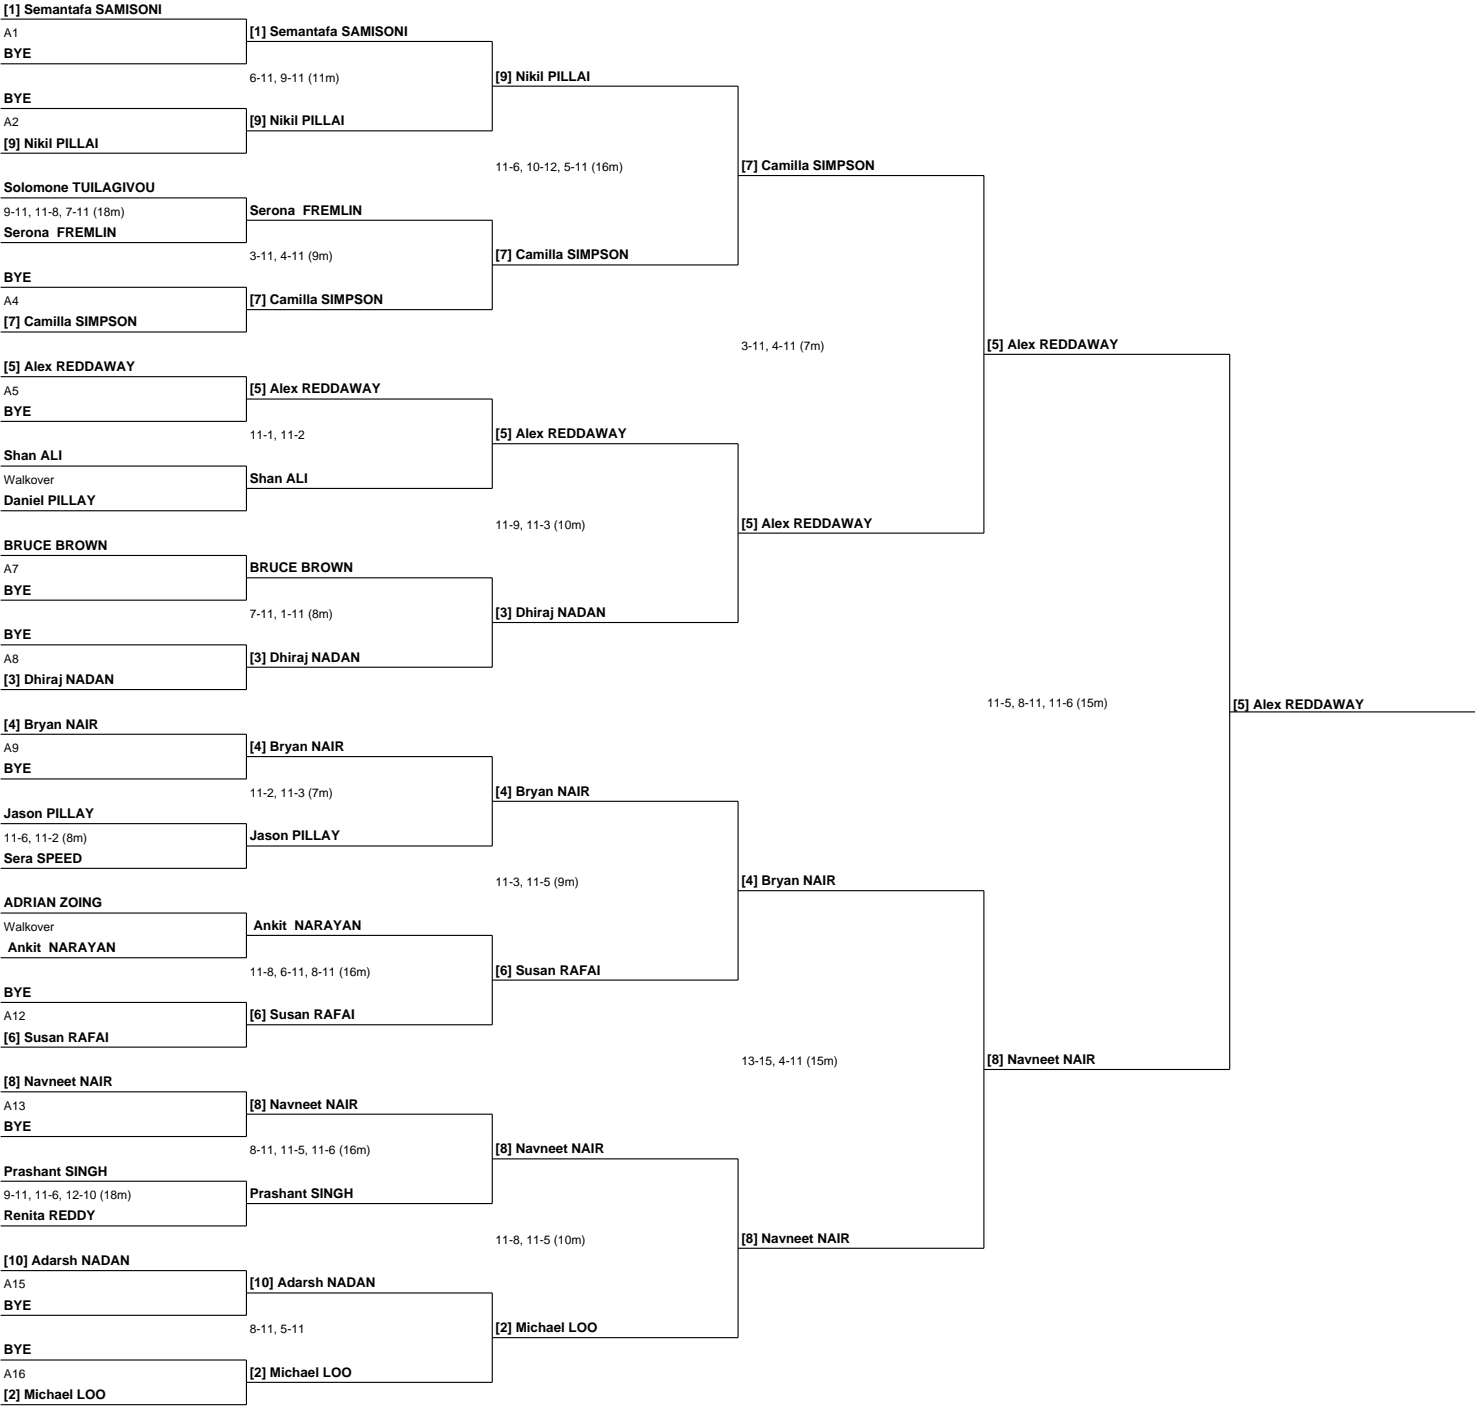 [1] Semantafa SAMISONI
A1
BYE
BYE
A2
[9] Nikil PILLAI
Solomone TUILAGIVOU
9-11, 11-8, 7-11 (18m)
Serona  FREMLIN
BYE
A4
[7] Camilla SIMPSON
[5] Alex REDDAWAY
A5
BYE
Shan ALI
Walkover
Daniel PILLAY
BRUCE BROWN
A7
BYE
BYE
A8
[3] Dhiraj NADAN
[4] Bryan NAIR
A9
BYE
Jason PILLAY
11-6, 11-2 (8m)
Sera SPEED
ADRIAN ZOING
Walkover
Ankit  NARAYAN
BYE
A12
[6] Susan RAFAI
[8] Navneet NAIR
A13
BYE
Prashant SINGH
9-11, 11-6, 12-10 (18m)
Renita REDDY
[10] Adarsh NADAN
A15
BYE
BYE
A16
[2] Michael LOO
[1] Semantafa SAMISONI
6-11, 9-11 (11m)
[9] Nikil PILLAI
Serona  FREMLIN
3-11, 4-11 (9m)
[7] Camilla SIMPSON
[5] Alex REDDAWAY
11-1, 11-2
Shan ALI
BRUCE BROWN
7-11, 1-11 (8m)
[3] Dhiraj NADAN
[4] Bryan NAIR
11-2, 11-3 (7m)
Jason PILLAY
Ankit  NARAYAN
11-8, 6-11, 8-11 (16m)
[6] Susan RAFAI
[8] Navneet NAIR
8-11, 11-5, 11-6 (16m)
Prashant SINGH
[10] Adarsh NADAN
8-11, 5-11
[2] Michael LOO
[9] Nikil PILLAI
11-6, 10-12, 5-11 (16m)
[7] Camilla SIMPSON
[5] Alex REDDAWAY
11-9, 11-3 (10m)
[3] Dhiraj NADAN
[4] Bryan NAIR
11-3, 11-5 (9m)
[6] Susan RAFAI
[8] Navneet NAIR
11-8, 11-5 (10m)
[2] Michael LOO
[7] Camilla SIMPSON
3-11, 4-11 (7m)
[5] Alex REDDAWAY
[4] Bryan NAIR
13-15, 4-11 (15m)
[8] Navneet NAIR
[5] Alex REDDAWAY
11-5, 8-11, 11-6 (15m)
[8] Navneet NAIR
[5] Alex REDDAWAY